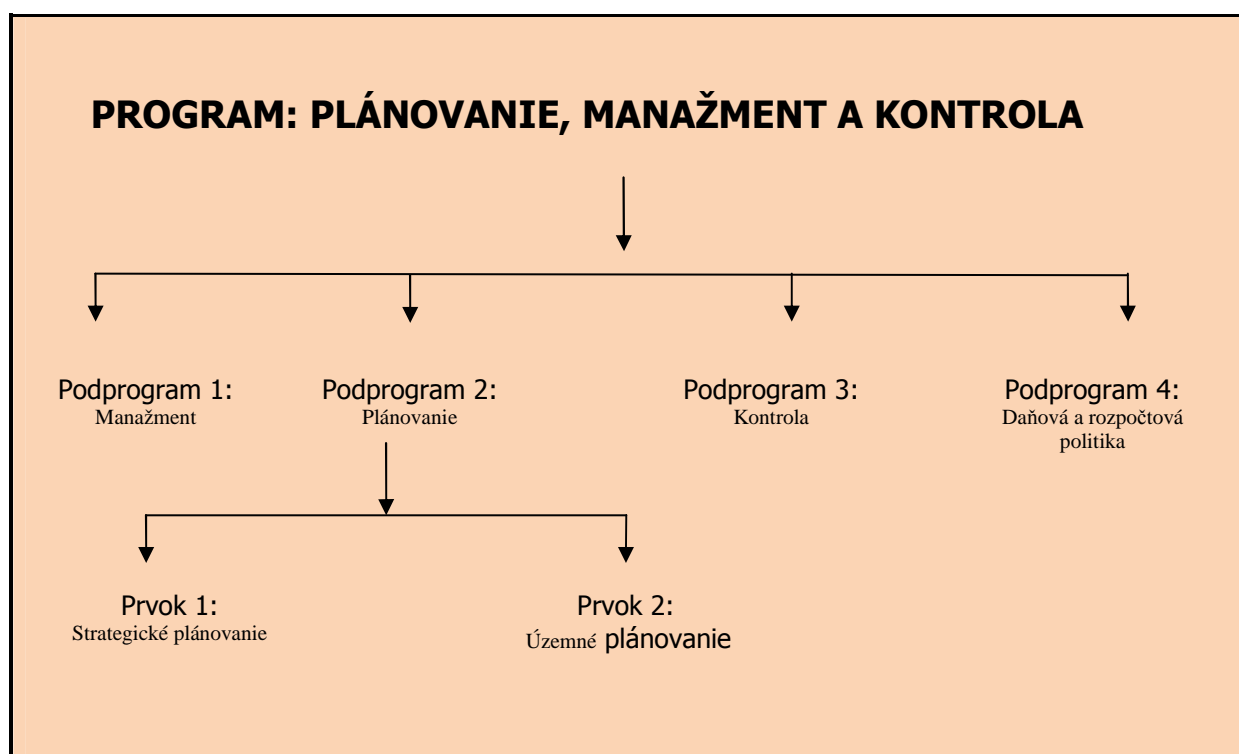 PROGRAM: PLÁNOVANIE, MANAŽMENT A KONTROLA
Podprogram 1:
Manažment
Podprogram 2:
Plánovanie
Podprogram 3:
Kontrola
Podprogram 4:
Daňová a rozpočtová
politika
Prvok 1:
Strategické plánovanie
Prvok 2:
Územné plánovanie